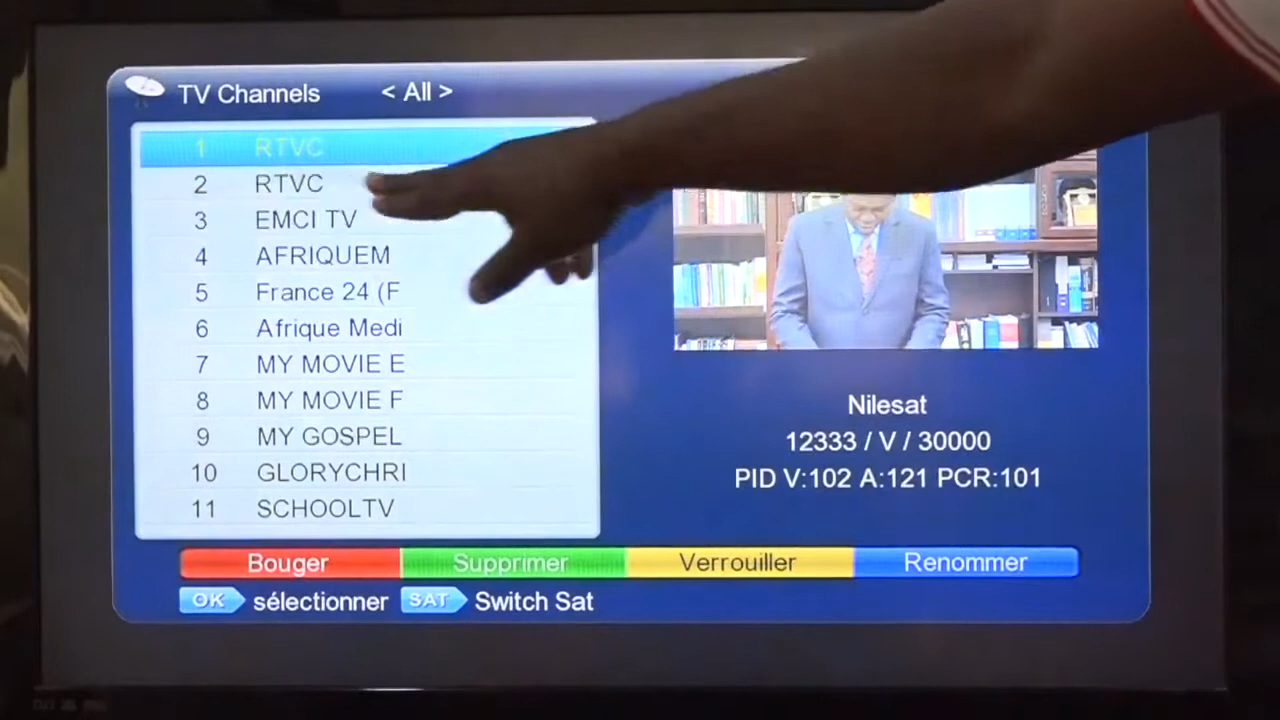 TV Channels < All >
1 RTVC
2 RTVC
3 EMCI TV
4 AFRIQUEM
5 France 24 (F
6 Afrique Medi
7 MY MOVIE E
8 MY MOVIE F
9 MY GOSPEL
10 GLORYCHRI
11 SCHOOLTV
Nilesat
12333 / V / 30000
PID V:102 A:121 PCR:101
Bouger Supprimer Verrouiller Renommer
OK sélectionner SAT Switch Sat